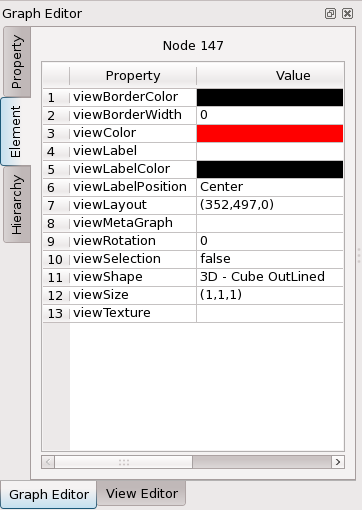 Graph Editor
Node 147
Property
Element
Hierarchy
Property Value
1 viewBorderColor
2 viewBorderWidth 0
3 viewColor
4 viewLabel
5 viewLabelColor
6 viewLabelPosition Center
7 viewLayout (352,497,0)
8 viewMetaGraph
9 viewRotation 0
10 viewSelection false
11 viewShape 3D - Cube OutLined
12 viewSize (1,1,1)
13 viewTexture
Graph Editor View Editor